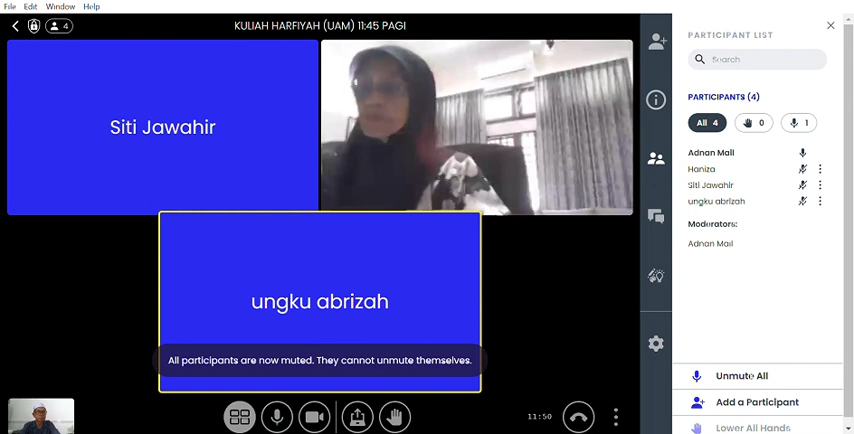 File Edit Window Help
4
KULIAH HARFIYAH (UAM) 11:45 PAGI
Siti Jawahir
ungku abrizah
All participants are now muted. They cannot unmute themselves.
11:50
PARTICIPANT LIST
Search
PARTICIPANTS (4)
All 4
0
1
Adnan Mail
Haniza
Siti Jawahir
ungku abrizah
Moderators:
Adnan Mail
Unmute All
Add a Participant
Lower All Hands